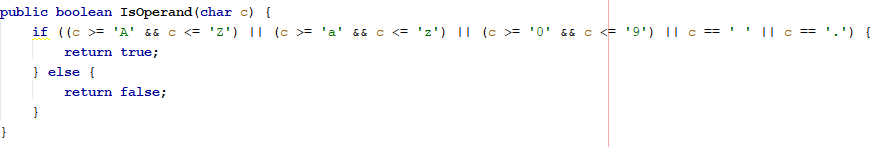 public boolean IsOperand(char c) {
if ((c >= 'A' && c <= 'Z') || (c >= 'a' && c <= 'z') || (c >= '0' && c <= '9') || c == ' ' || c == '.') {
return true;
} else {
return false;
}
}